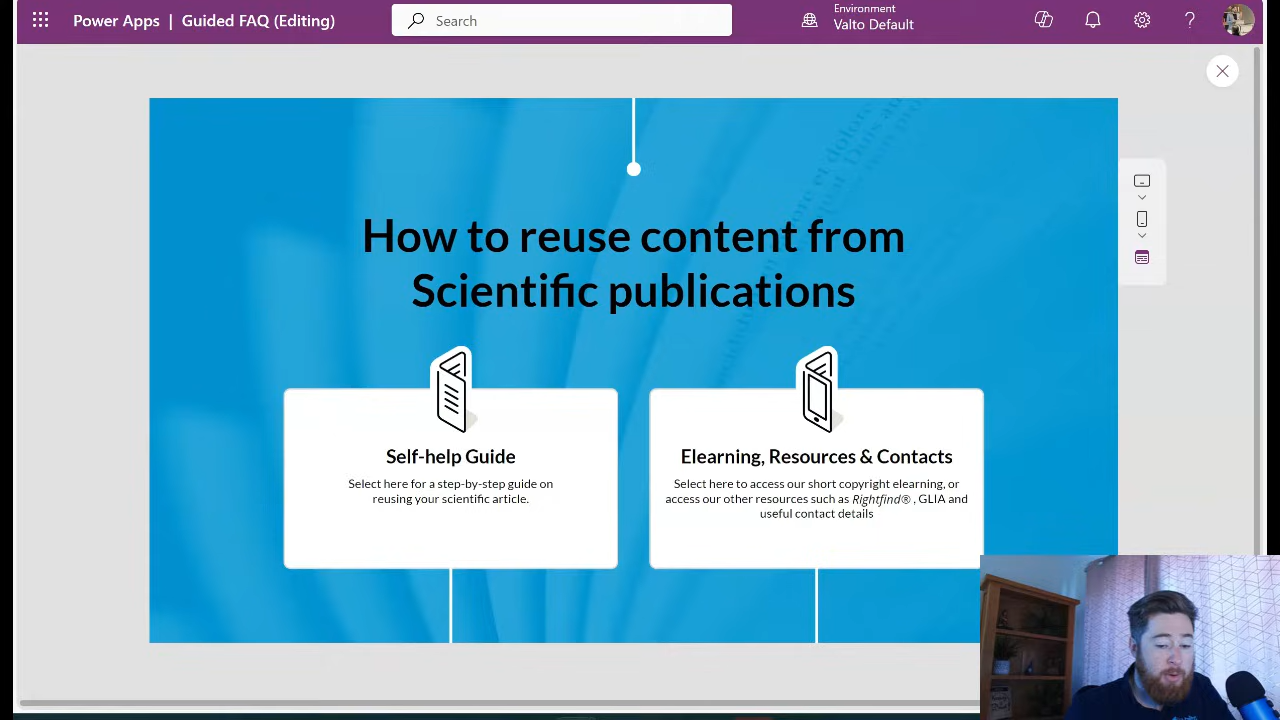 Power Apps | Guided FAQ (Editing)
Search
Environment
Valto Default
How to reuse content from
Scientific publications
Self-help Guide
Select here for a step-by-step guide on
reusing your scientific article.
Elearning, Resources & Contacts
Select here to access our short copyright elearning, or
access our other resources such as Rightfind® , GLIA and
useful contact details